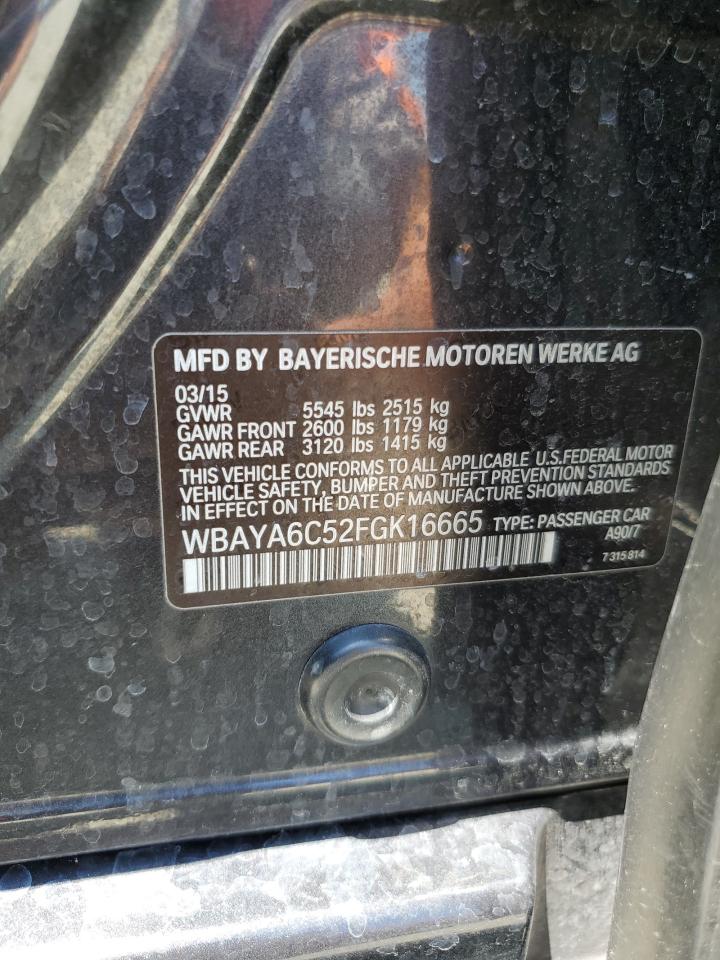 MFD BY BAYERISCHE MOTOREN WERKE AG
03/15
GVWR 5545 lbs 2515 kg
GAWR FRONT 2600 lbs 1179 kg
GAWR REAR 3120 lbs 1415 kg
THIS VEHICLE CONFORMS TO ALL APPLICABLE U.S.FEDERAL MOTOR
VEHICLE SAFETY, BUMPER AND THEFT PREVENTION STANDARDS
IN EFFECT ON THE DATE OF MANUFACTURE SHOWN ABOVE.
WBAYA6C52FGK16665 TYPE: PASSENGER CAR
A90/7
7 315 814